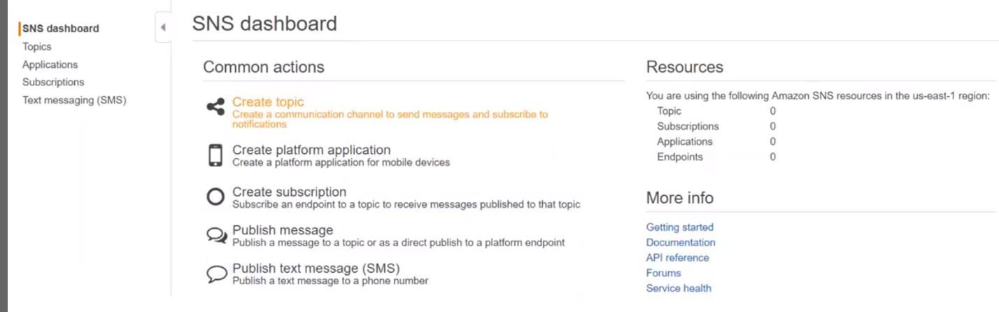 SNS dashboard
Topics
Applications
Subscriptions
Text messaging (SMS)
SNS dashboard
Common actions
Create topic
Create a communication channel to send messages and subscribe to
notifications
Create platform application
Create a platform application for mobile devices
Create subscription
Subscribe an endpoint to a topic to receive messages published to that topic
Publish message
Publish a message to a topic or as a direct publish to a platform endpoint
Publish text message (SMS)
Publish a text message to a phone number
Resources
You are using the following Amazon SNS resources in the us-east-1 region:
Topic 0
Subscriptions 0
Applications 0
Endpoints 0
More info
Getting started
Documentation
API reference
Forums
Service health